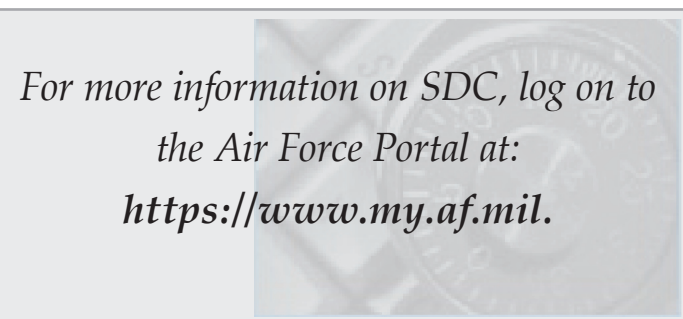 For more information on SDC, log on to
the Air Force Portal at:
https://www.my.af.mil.